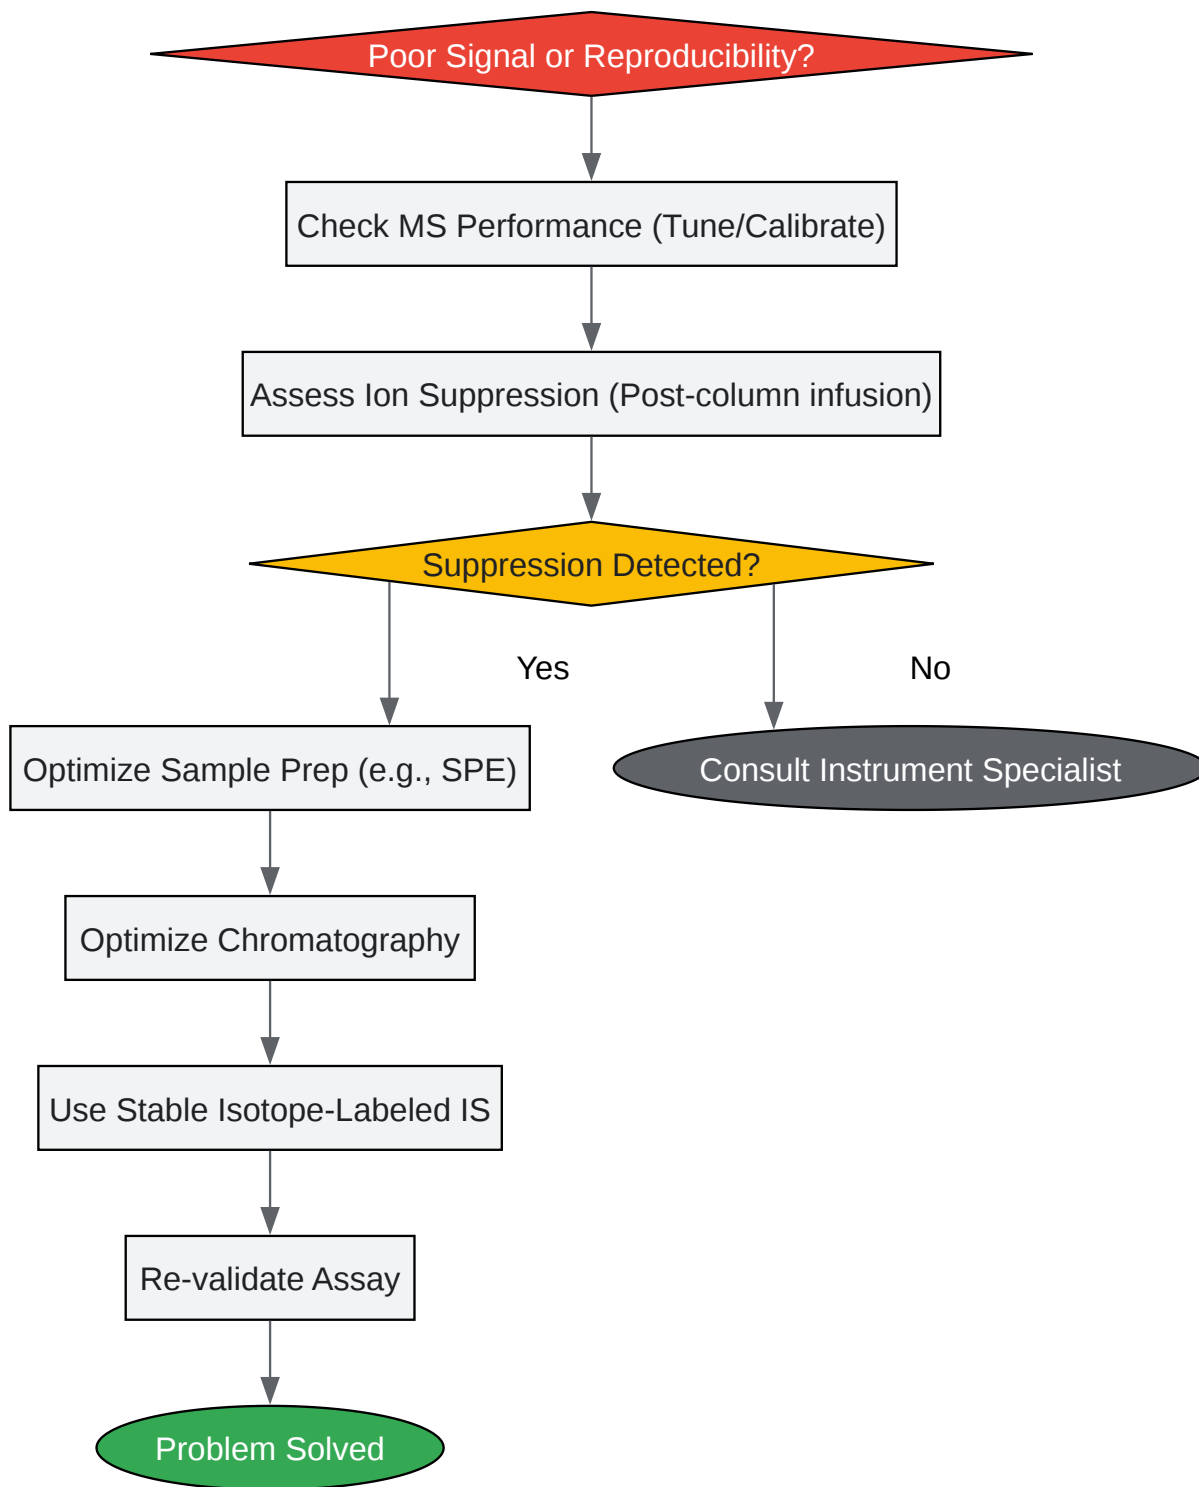 Poor Signal or Reproducibility?
Check MS Performance (Tune/Calibrate)
Assess Ion Suppression (Post-column infusion)
Suppression Detected?
Yes
No
Optimize Sample Prep (e.g., SPE)
Consult Instrument Specialist
Optimize Chromatography
Use Stable Isotope-Labeled IS
Re-validate Assay
Problem Solved